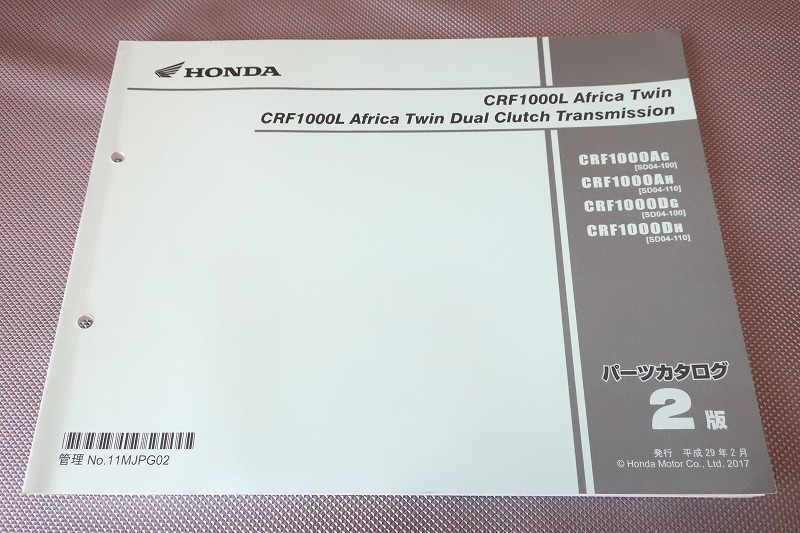 HONDA
CRF1000L Africa Twin
CRF1000L Africa Twin Dual Clutch Transmission
CRF1000AG
[SD04-100]
CRF1000AH
[SD04-110]
CRF1000DG
[SD04-100]
CRF1000DH
[SD04-110]
パーツカタログ
2版
発行 平成29年2月
© Honda Motor Co., Ltd. 2017
管理 No.11MJPG02